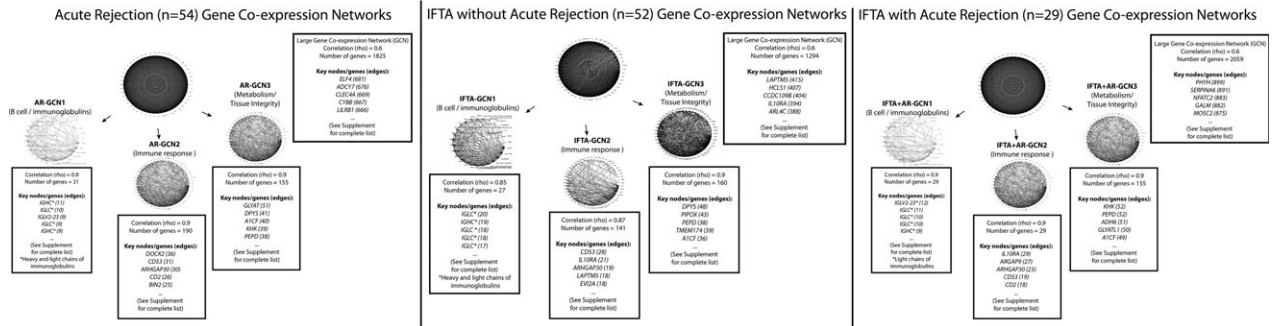 Acute Rejection (n=54) Gene Co-expression Networks
Large Gene Co-expression Network (GCN)
Correlation (rho) = 0.6
Number of genes = 1825
Key nodes/genes (edges):
ELF4 (681)
ADCY7 (676)
CLEC4A (669)
CYBB (667)
LILRB1 (666)
...
(See Supplement
for complete list)
AR-GCN1
(B cell / immunoglobulins)
AR-GCN2
(Immune response )
AR-GCN3
(Metabolism/
Tissue Integrity)
Correlation (rho) = 0.9
Number of genes = 31
Key nodes/genes (edges):
IGHC* (11)
IGLC* (10)
IGLV2-23 (9)
IGLC* (9)
IGHC* (9)
...
(See Supplement
for complete list)
*Heavy and light chains of
immunoglobulins
Correlation (rho) = 0.9
Number of genes =
190
Key nodes/genes (edges):
DOCK2 (36)
CD53 (31)
ARHGAP30 (30)
CD2 (26)
BIN2 (25)
...
(See Supplement
for complete list)
Correlation (rho) = 0.9
Number of genes = 155
Key nodes/genes (edges):
GLYAT (51)
DPYS (41)
A1CF (40)
KHK (39)
PEPD (38)
...
(See Supplement
for complete list)
IFTA without Acute Rejection (n=52) Gene Co-expression Networks
Large Gene Co-expression Network (GCN)
Correlation (rho) = 0.6
Number of genes = 1294
Key nodes/genes (edges):
LAPTM5 (415)
HCLS1 (407)
CCDC109B (404)
IL10RA (394)
ARL4C (388)
...
(See Supplement
for complete list)
IFTA-GCN1
(B cell / immunoglobulins)
IFTA-GCN2
(Immune response )
IFTA-GCN3
(Metabolism/
Tissue Integrity)
Correlation (rho) = 0.85
Number of genes =
27
Key nodes/genes (edges):
IGLC* (20)
IGHC* (19)
IGLC * (18)
IGLC* (18)
IGLC* (17)
...
(See Supplement
for complete list)
*Heavy and light chains of
immunoglobulins
Correlation (rho) = 0.87
Number of genes =
141
Key nodes/genes (edges):
CD53 (28)
IL10RA (21)
ARHGAP30 (19)
LAPTM5 (18)
EVI2A (18)
...
(See Supplement
for complete list)
Correlation (rho) = 0.9
Number of genes = 160
Key nodes/genes (edges):
DPYS (48)
PIPOX (43)
PEPD (38)
TMEM174 (39)
A1CF (36)
...
(See Supplement
for complete list)
IFTA with Acute Rejection (n=29) Gene Co-expression Networks
Large Gene Co-expression Network (GCN)
Correlation (rho) = 0.6
Number of genes = 2059
Key nodes/genes (edges):
PHYH (899)
SERPINA6 (891)
NFATC2 (883)
GALM (882)
MOSC2 (875)
...
(See Supplement
for complete list)
IFTA+AR-GCN1
(B cell / immunoglobulins)
IFTA+AR-GCN2
(Immune response )
IFTA+AR-GCN3
(Metabolism/
Tissue Integrity)
Correlation (rho) = 0.9
Number of genes =
29
Key nodes/genes (edges):
IGLV2-23* (12)
IGLC* (11)
IGLC* (10)
IGLC* (10)
IGHC* (9)
...
(See Supplement
for complete list)
*Light chains of
immunoglobulins
Correlation (rho) = 0.9
Number of genes = 29
Key nodes/genes (edges):
IL10RA (29)
ARGAP9 (27)
ARHGAP30 (23)
CD53 (19)
CD2 (18)
...
(See Supplement
for complete list)
Correlation (rho) = 0.9
Number of genes = 155
Key nodes/genes (edges):
KHK (52)
PEPD (52)
ADH6 (51)
GLYATL1 (50)
A1CF (49)
...
(See Supplement
for complete list)